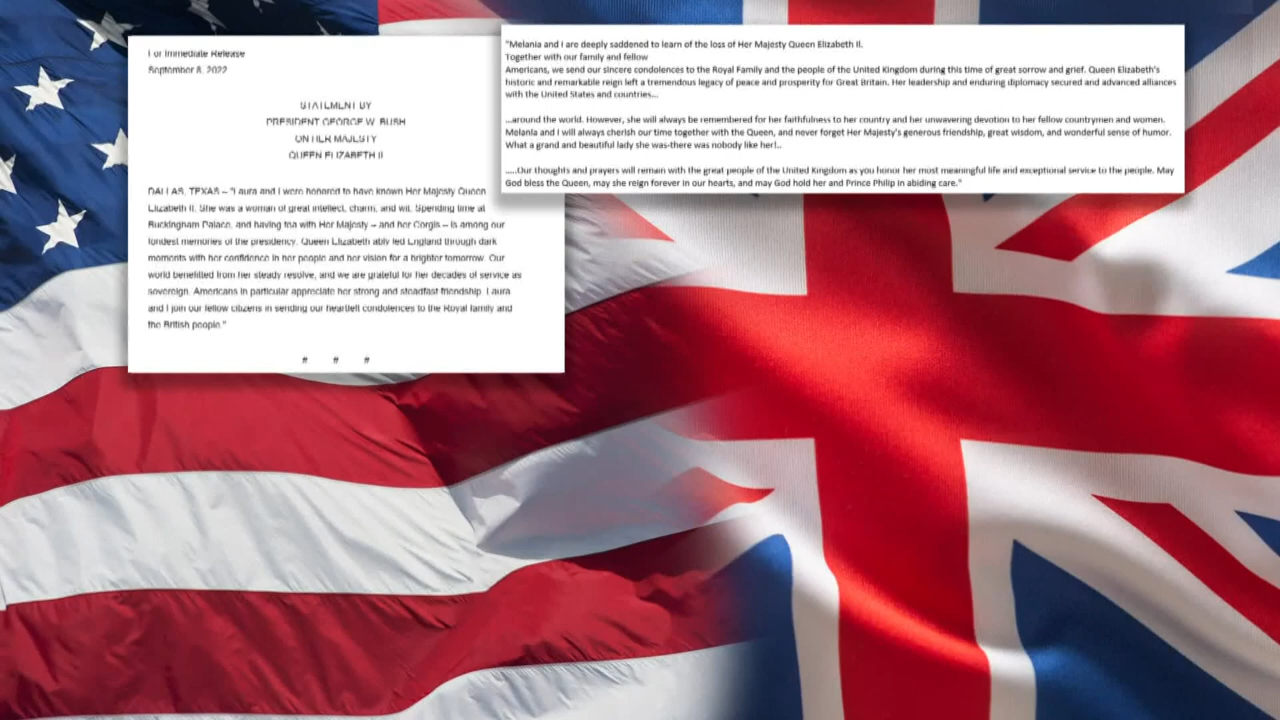 For Immediate Release
September 8, 2022
STATEMENT BY
PRESIDENT GEORGE W. BUSH
ON HER MAJESTY
QUEEN ELIZABETH II
DALLAS, TEXAS – "Laura and I were honored to have known Her Majesty Queen
Elizabeth II. She was a woman of great intellect, charm, and wit. Spending time at
Buckingham Palace, and having tea with Her Majesty – and her Corgis – is among our
fondest memories of the presidency. Queen Elizabeth ably led England through dark
moments with her confidence in her people and her vision for a brighter tomorrow. Our
world benefitted from her steady resolve, and we are grateful for her decades of service as
sovereign. Americans in particular appreciate her strong and steadfast friendship. Laura
and I join our fellow citizens in sending our heartfelt condolences to the Royal family and
the British people."
# # #
"Melania and I are deeply saddened to learn of the loss of Her Majesty Queen Elizabeth II.
Together with our family and fellow
Americans, we send our sincere condolences to the Royal Family and the people of the United Kingdom during this time of great sorrow and grief. Queen Elizabeth's
historic and remarkable reign left a tremendous legacy of peace and prosperity for Great Britain. Her leadership and enduring diplomacy secured and advanced alliances
with the United States and countries...
...around the world. However, she will always be remembered for her faithfulness to her country and her unwavering devotion to her fellow countrymen and women.
Melania and I will always cherish our time together with the Queen, and never forget Her Majesty's generous friendship, great wisdom, and wonderful sense of humor.
What a grand and beautiful lady she was-there was nobody like her!..
.....Our thoughts and prayers will remain with the great people of the United Kingdom as you honor her most meaningful life and exceptional service to the people. May
God bless the Queen, may she reign forever in our hearts, and may God hold her and Prince Philip in abiding care."